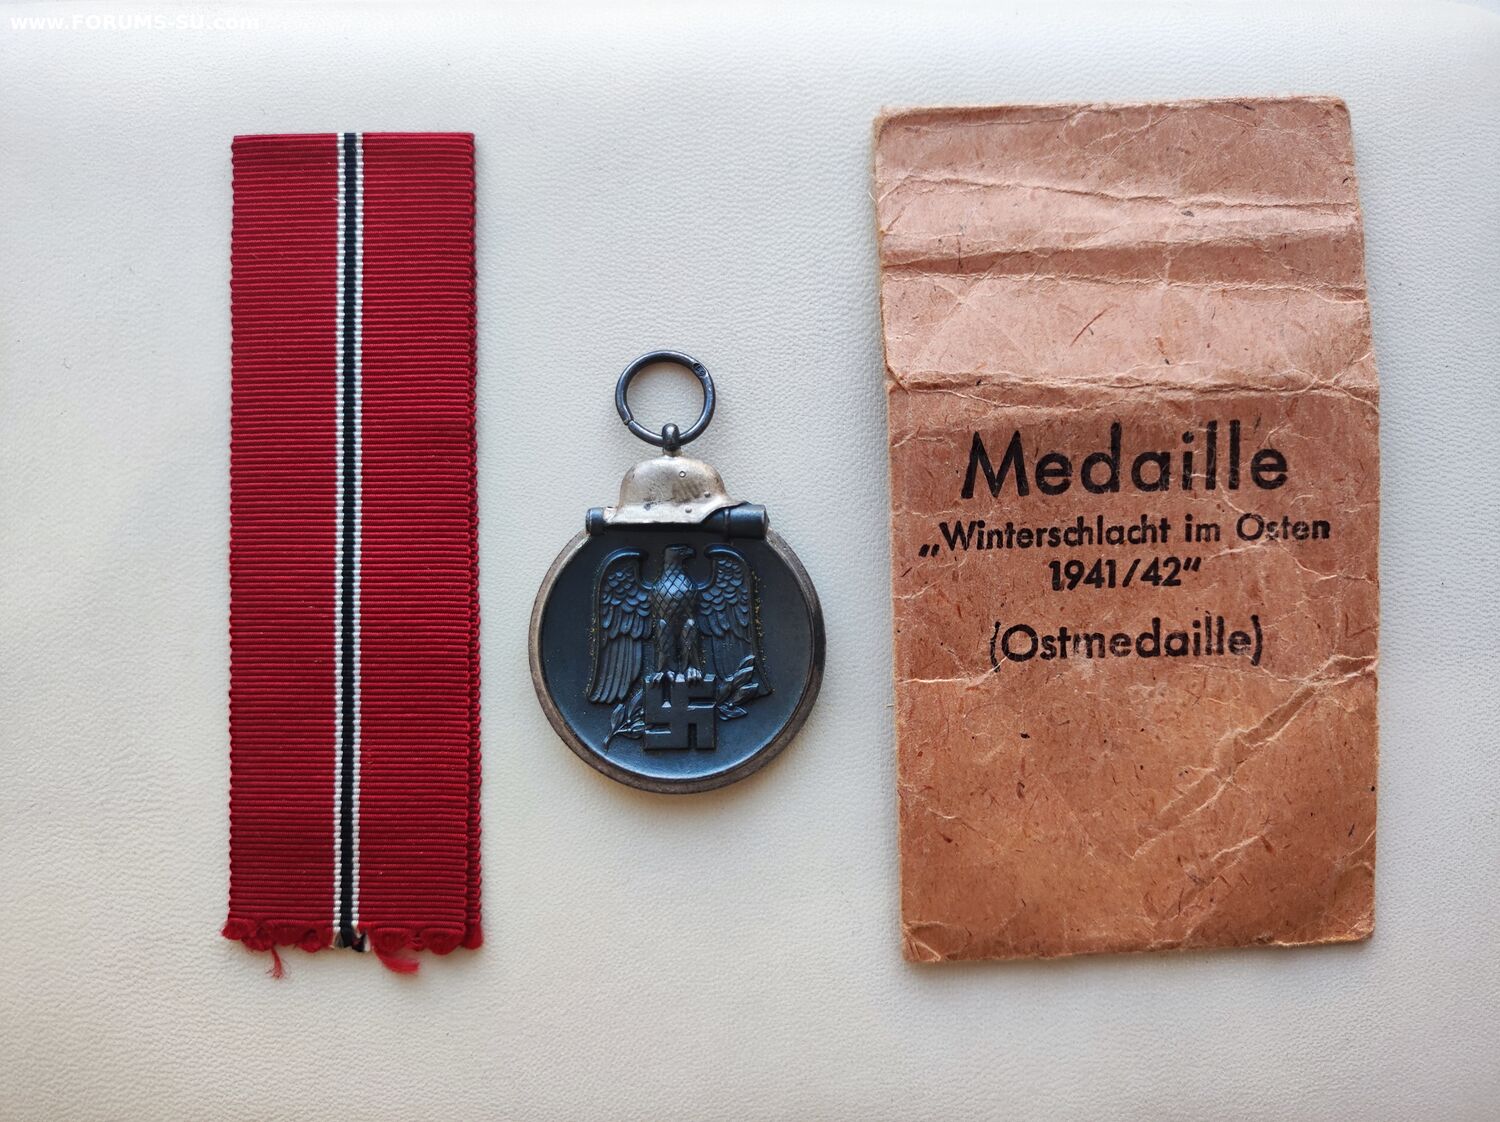 www.FORUMS-SU.com
Medaille
„Winterschlacht im Osten
1941/42"
(Ostmedaille)